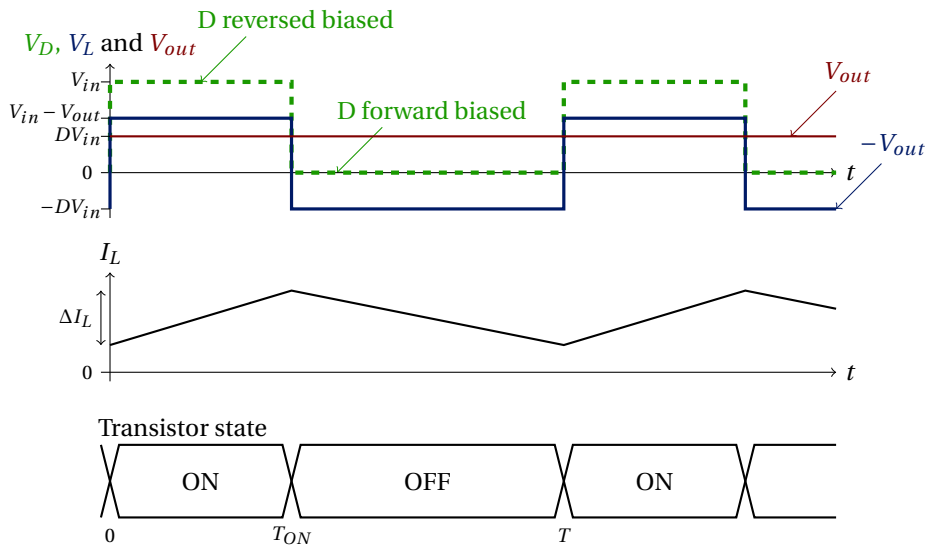 D reversed biased
V_D, V_L and V_out
V_in
V_out
V_in − V_out
D forward biased
DV_in
−V_out
0
t
−DV_in
I_L
ΔI_L
0
t
Transistor state
ON
OFF
ON
0
T_ON
T